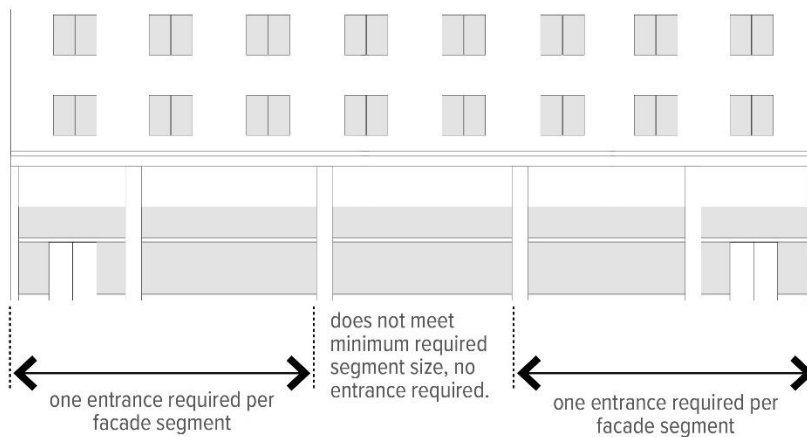 does not meet
minimum required
segment size, no
entrance required.
one entrance required per
facade segment
one entrance required per
facade segment